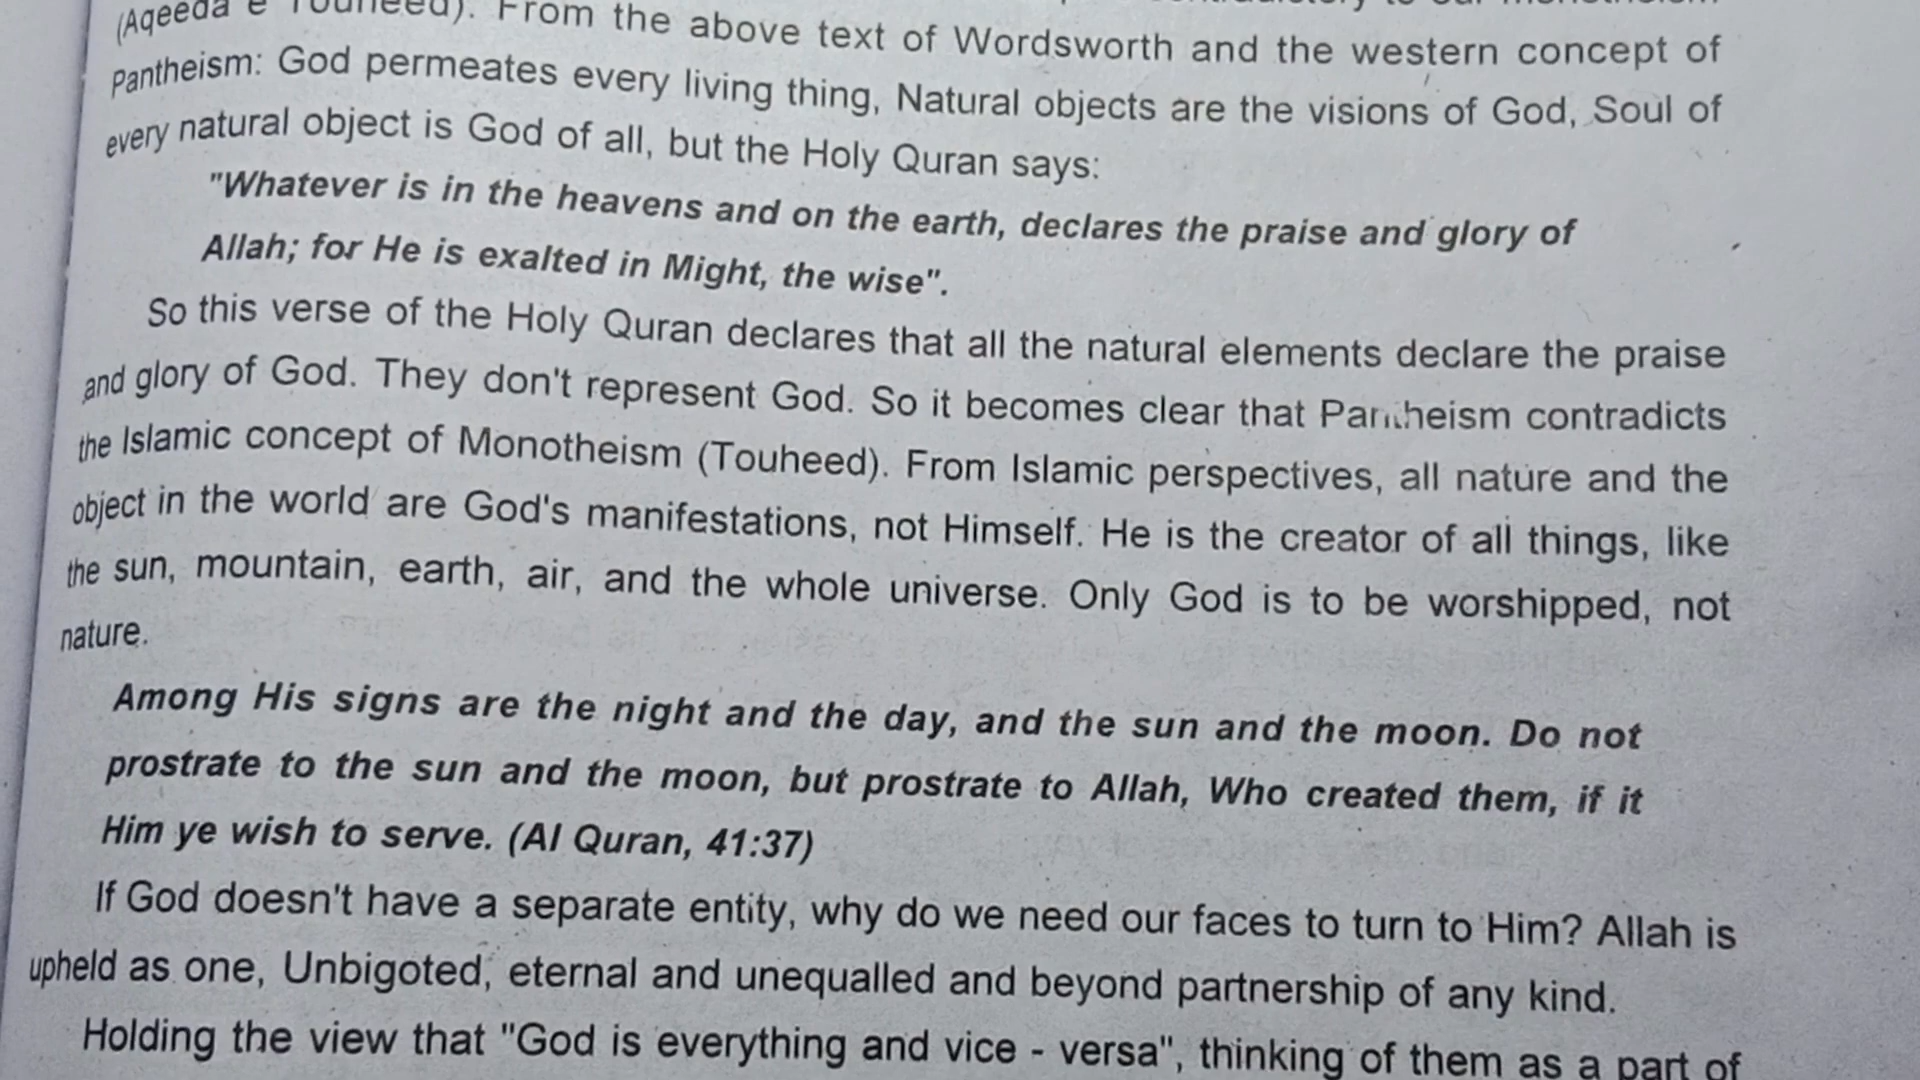 (Aqeeda e Touheed). From the above text of Wordsworth and the western concept of
Pantheism: God permeates every living thing, Natural objects are the visions of God, Soul of
every natural object is God of all, but the Holy Quran says:
"Whatever is in the heavens and on the earth, declares the praise and glory of
Allah; for He is exalted in Might, the wise".
So this verse of the Holy Quran declares that all the natural elements declare the praise
and glory of God. They don't represent God. So it becomes clear that Pantheism contradicts
the Islamic concept of Monotheism (Touheed). From Islamic perspectives, all nature and the
object in the world are God's manifestations, not Himself. He is the creator of all things, like
the sun, mountain, earth, air, and the whole universe. Only God is to be worshipped, not
nature.
Among His signs are the night and the day, and the sun and the moon. Do not
prostrate to the sun and the moon, but prostrate to Allah, Who created them, if it
Him ye wish to serve. (Al Quran, 41:37)
If God doesn't have a separate entity, why do we need our faces to turn to Him? Allah is
upheld as one, Unbigoted, eternal and unequalled and beyond partnership of any kind.
Holding the view that "God is everything and vice - versa", thinking of them as a part of